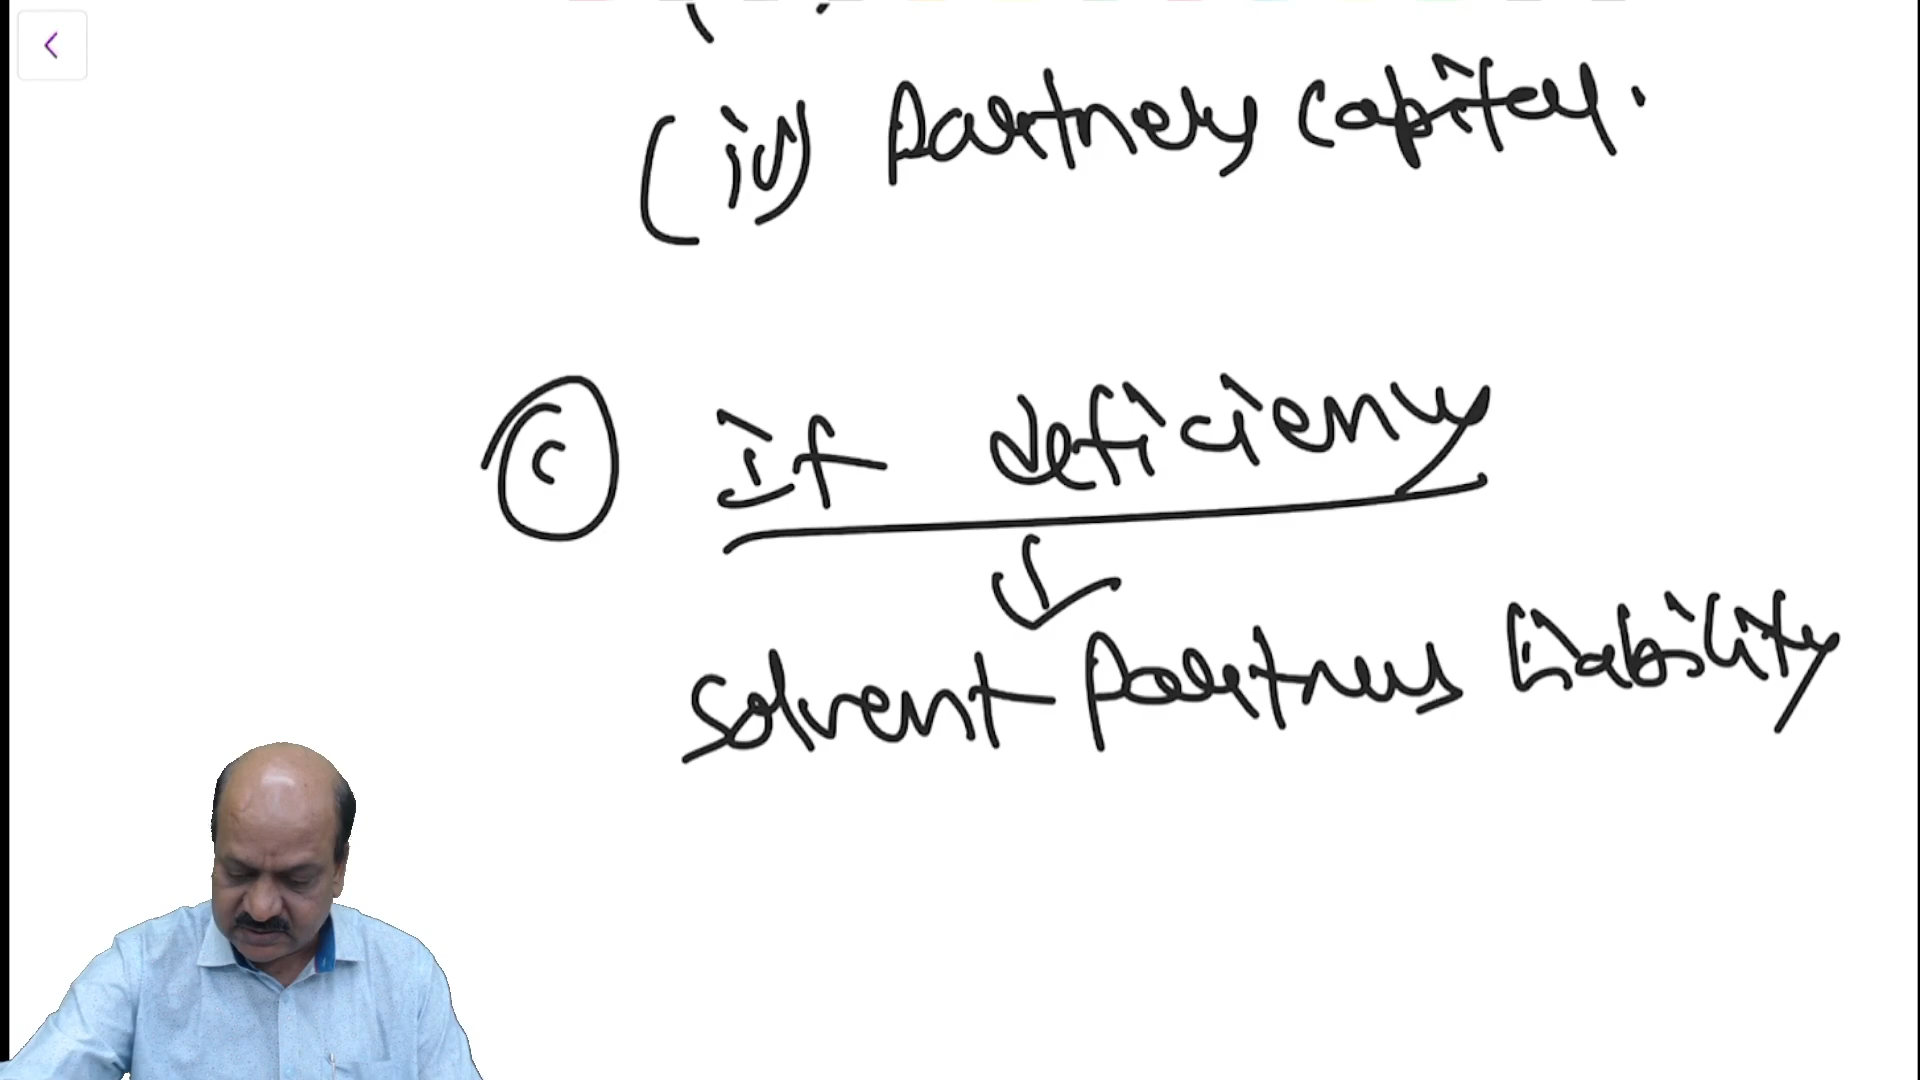 (iv) Partners Capital.
(C) If deficiency
Solvent Partners Liability